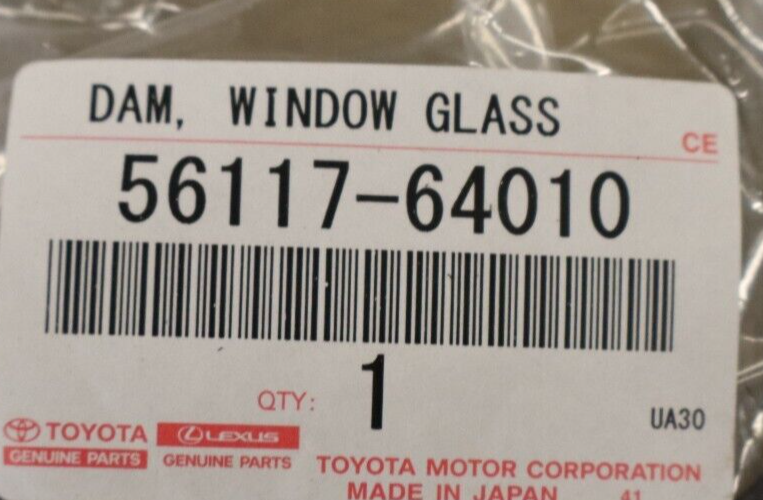 DAM, WINDOW GLASS
CE
56117-64010
1
QTY:
UA30
TOYOTA
LEXUS
GENUINE PARTS
GENUINE PARTS
TOYOTA MOTOR CORPORATION
MADE IN JAPAN 41